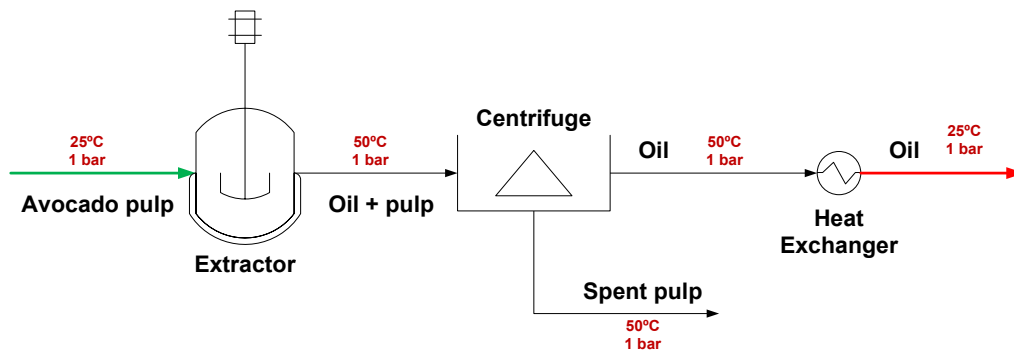 25ºC
1 bar
Avocado pulp
Extractor
50ºC
1 bar
Oil + pulp
Centrifuge
Oil
50ºC
1 bar
Spent pulp
50ºC
1 bar
Heat
Exchanger
Oil
25ºC
1 bar